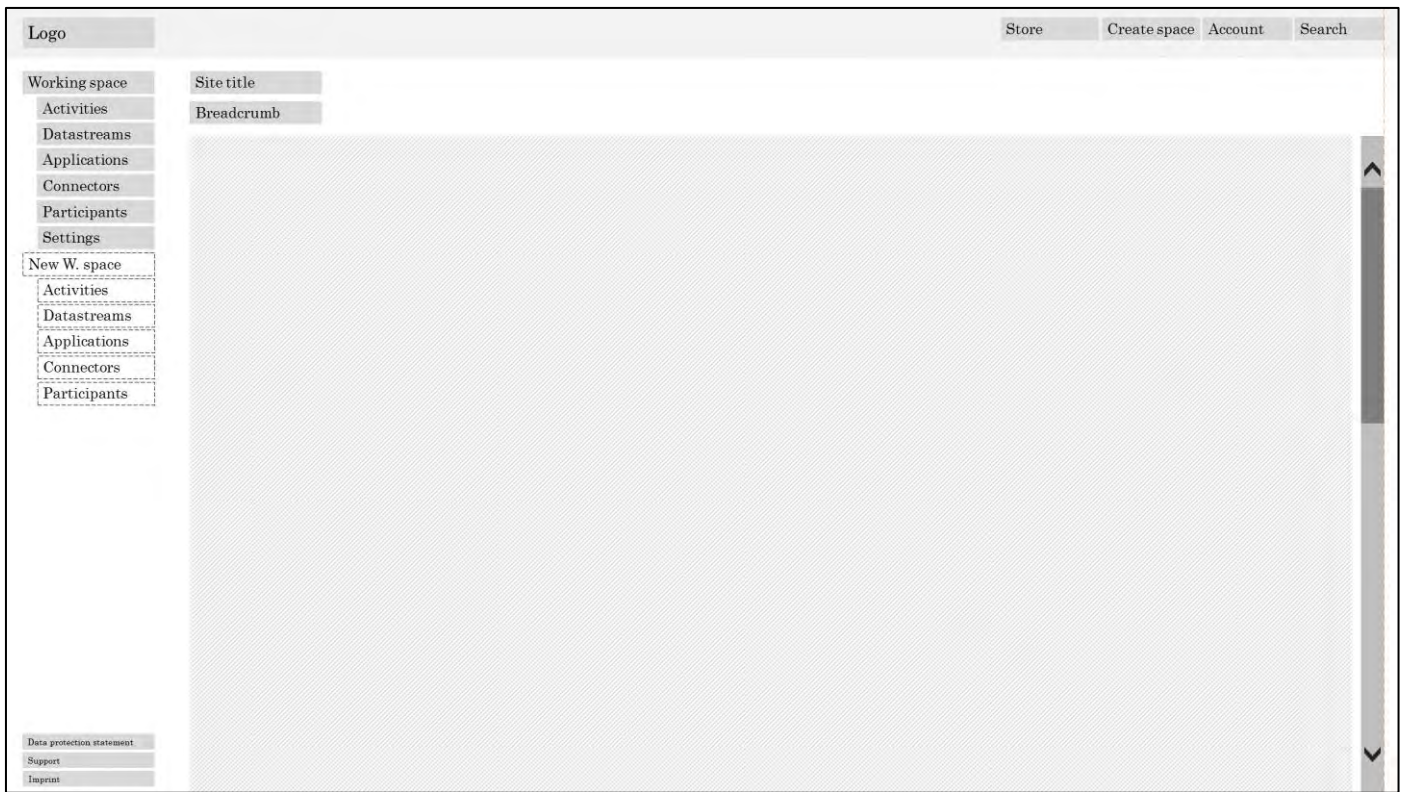 Logo
Store
Create space
Account
Search
Working space
Activities
Datastreams
Applications
Connectors
Participants
Settings
New W. space
Activities
Datastreams
Applications
Connectors
Participants
Site title
Breadcrumb
Data protection statement
Support
Imprint